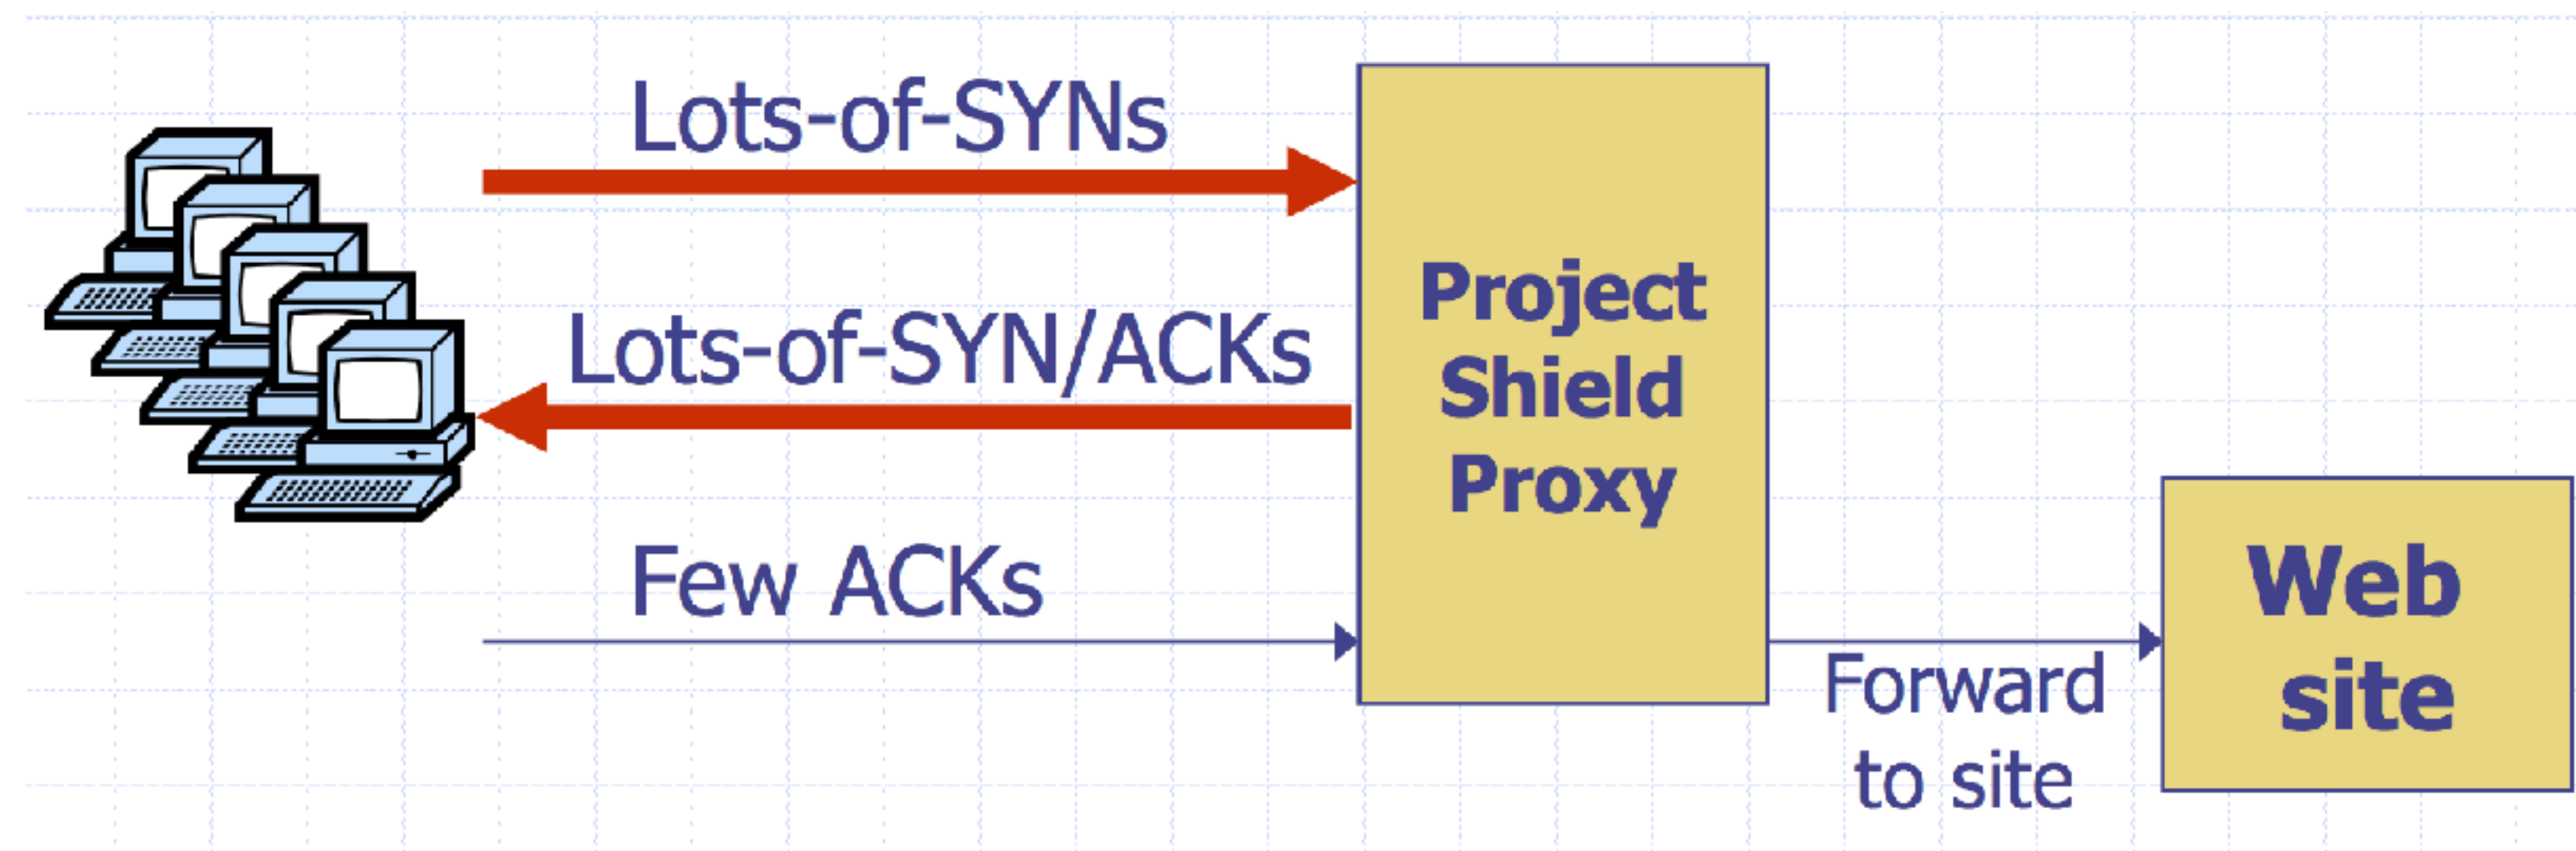 Lots-of-SYNs
Lots-of-SYN/ACKs
Few ACKs
Project
Shield
Proxy
Forward
to site
Web
site